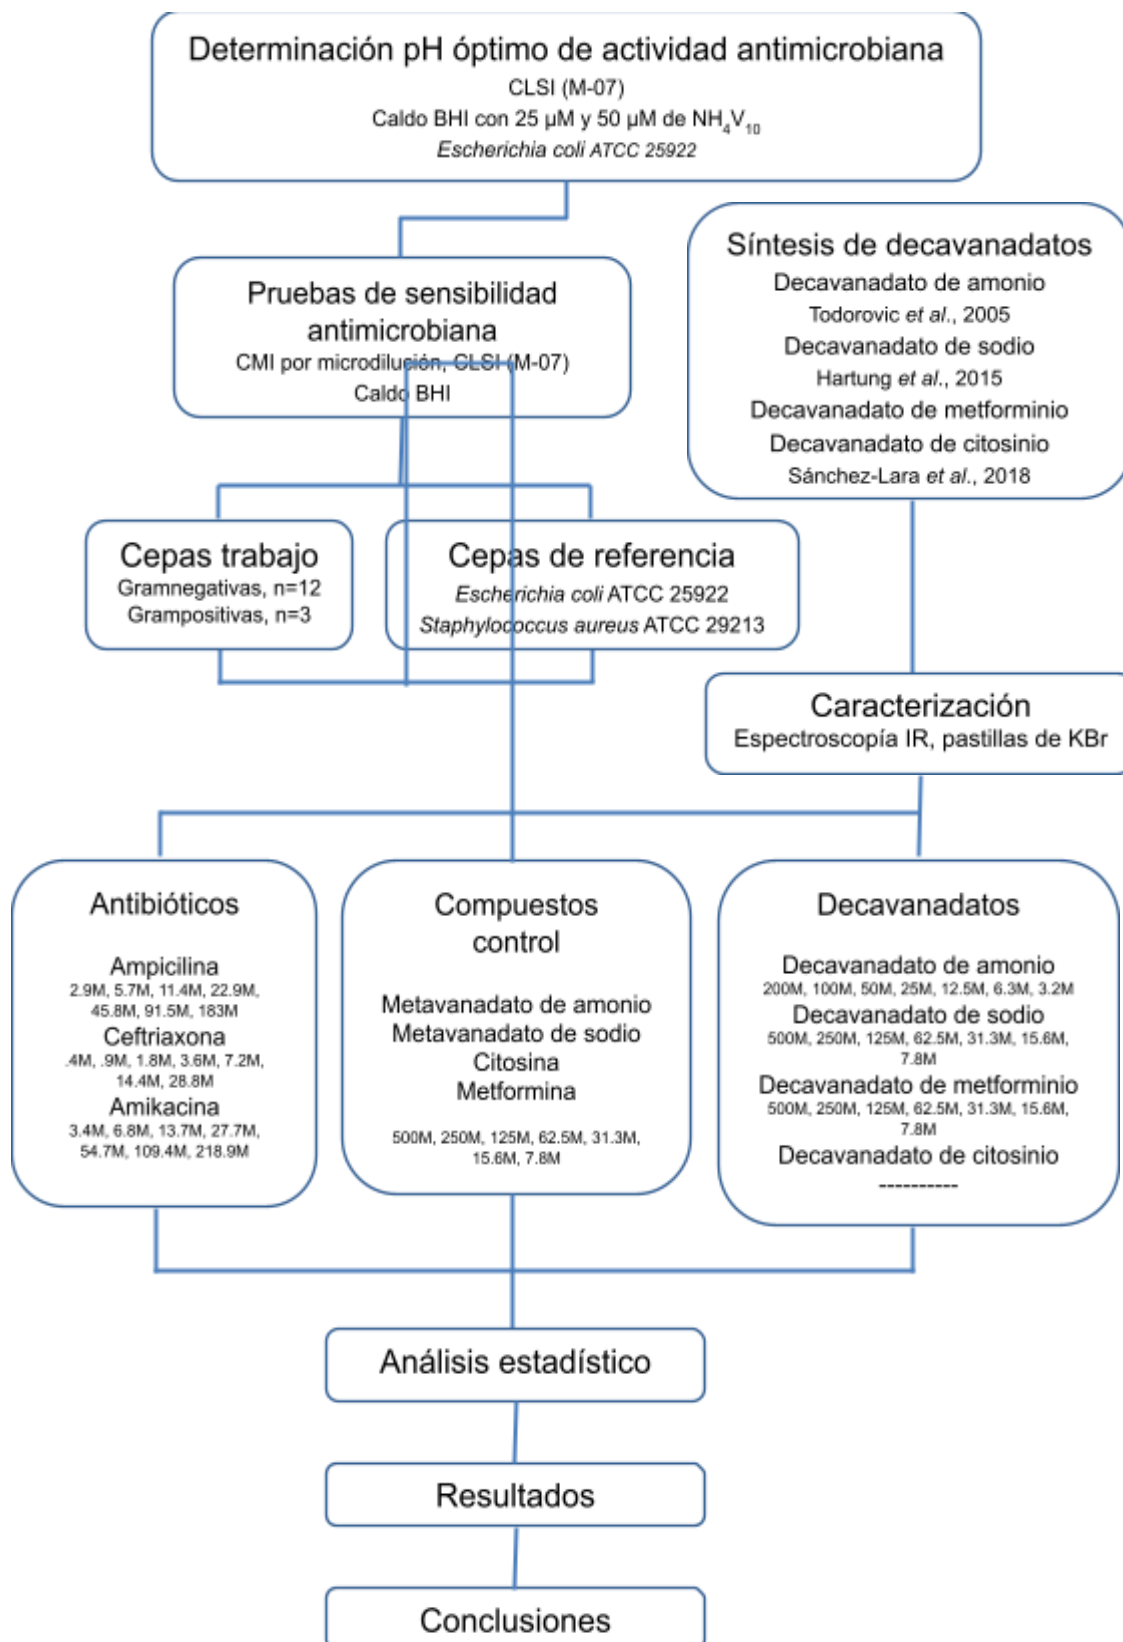 Determinación pH óptimo de actividad antimicrobiana
CLSI (M-07)
Caldo BHI con 25 µM y 50 µM de NH₄V₁₀
Escherichia coli ATCC 25922
Síntesis de decavanadatos
Decavanadato de amonio
Todorovic et al., 2005
Decavanadato de sodio
Hartung et al., 2015
Decavanadato de metforminio
Decavanadato de citosinio
Sánchez-Lara et al., 2018
Pruebas de sensibilidad
antimicrobiana
CMI por microdilución, CLSI (M-07)
Caldo BHI
Cepas trabajo
Gramnegativas, n=12
Grampositivas, n=3
Cepas de referencia
Escherichia coli ATCC 25922
Staphylococcus aureus ATCC 29213
Caracterización
Espectroscopía IR, pastillas de KBr
Antibióticos
Ampicilina
2.9M, 5.7M, 11.4M, 22.9M,
45.8M, 91.5M, 183M
Ceftriaxona
.4M, .9M, 1.8M, 3.6M, 7.2M,
14.4M, 28.8M
Amikacina
3.4M, 6.8M, 13.7M, 27.7M,
54.7M, 109.4M, 218.9M
Compuestos
control
Metavanadato de amonio
Metavanadato de sodio
Citosina
Metformina
500M, 250M, 125M, 62.5M, 31.3M,
15.6M, 7.8M
Decavanadatos
Decavanadato de amonio
200M, 100M, 50M, 25M, 12.5M, 6.3M, 3.2M
Decavanadato de sodio
500M, 250M, 125M, 62.5M, 31.3M, 15.6M,
7.8M
Decavanadato de metforminio
500M, 250M, 125M, 62.5M, 31.3M, 15.6M,
7.8M
Decavanadato de citosinio
----------
Análisis estadístico
Resultados
Conclusiones